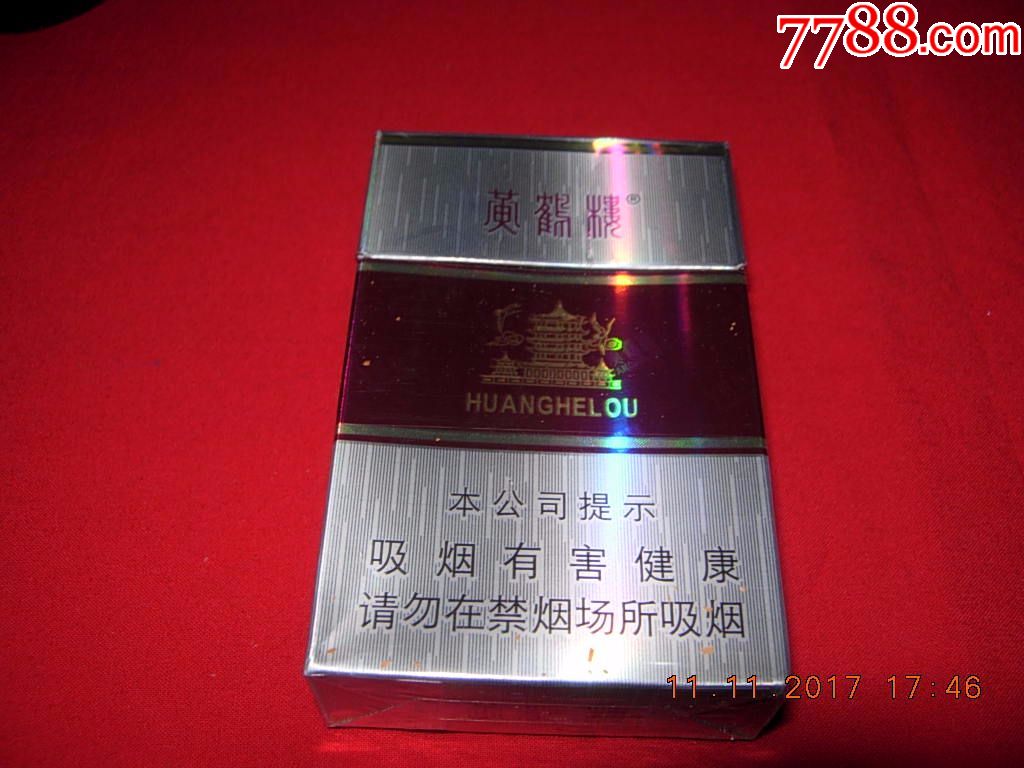 7788.com
黄鹤楼®
HUANGHELOU
本公司提示
吸烟有害健康
请勿在禁烟场所吸烟
11.11.2017 17:46